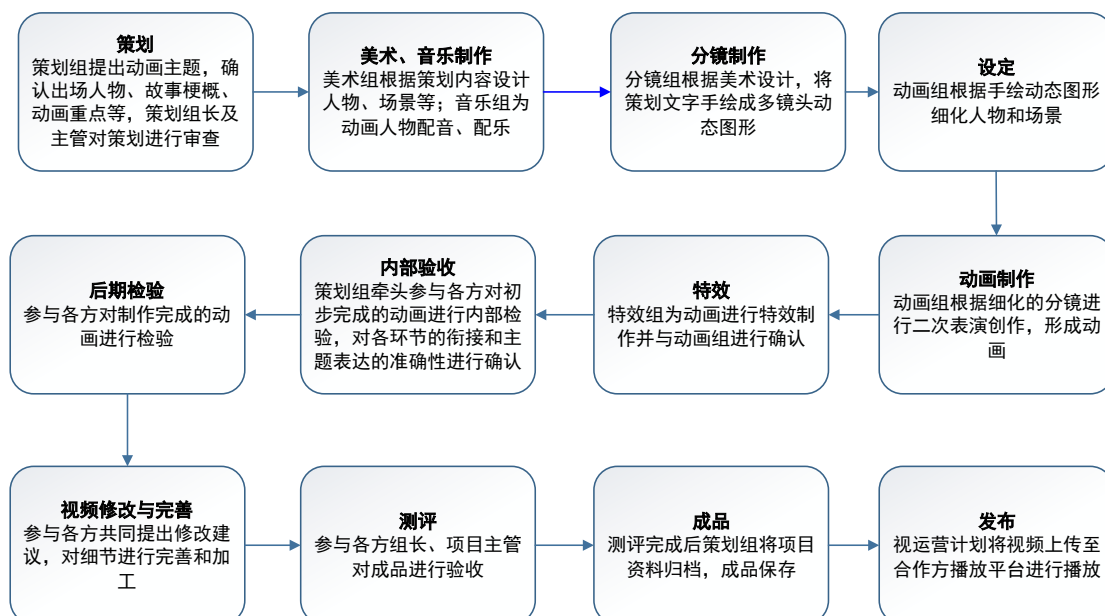 策划
策划组提出动画主题，确
认出场人物、故事梗概、
动画重点等，策划组长及
主管对策划进行审查
美术、音乐制作
美术组根据策划内容设计
人物、场景等；音乐组为
动画人物配音、配乐
分镜制作
分镜组根据美术设计，将
策划文字手绘成多镜头动
态图形
设定
动画组根据手绘动态图形
细化人物和场景
动画制作
动画组根据细化的分镜进
行二次表演创作，形成动
画
特效
特效组为动画进行特效制
作并与动画组进行确认
内部验收
策划组牵头参与各方对初
步完成的动画进行内部检
验，对各环节的衔接和主
题表达的准确性进行确认
后期检验
参与各方对制作完成的动
画进行检验
视频修改与完善
参与各方共同提出修改建
议，对细节进行完善和加
工
测评
参与各方组长、项目主管
对成品进行验收
成品
测评完成后策划组将项目
资料归档，成品保存
发布
视运营计划将视频上传至
合作方播放平台进行播放